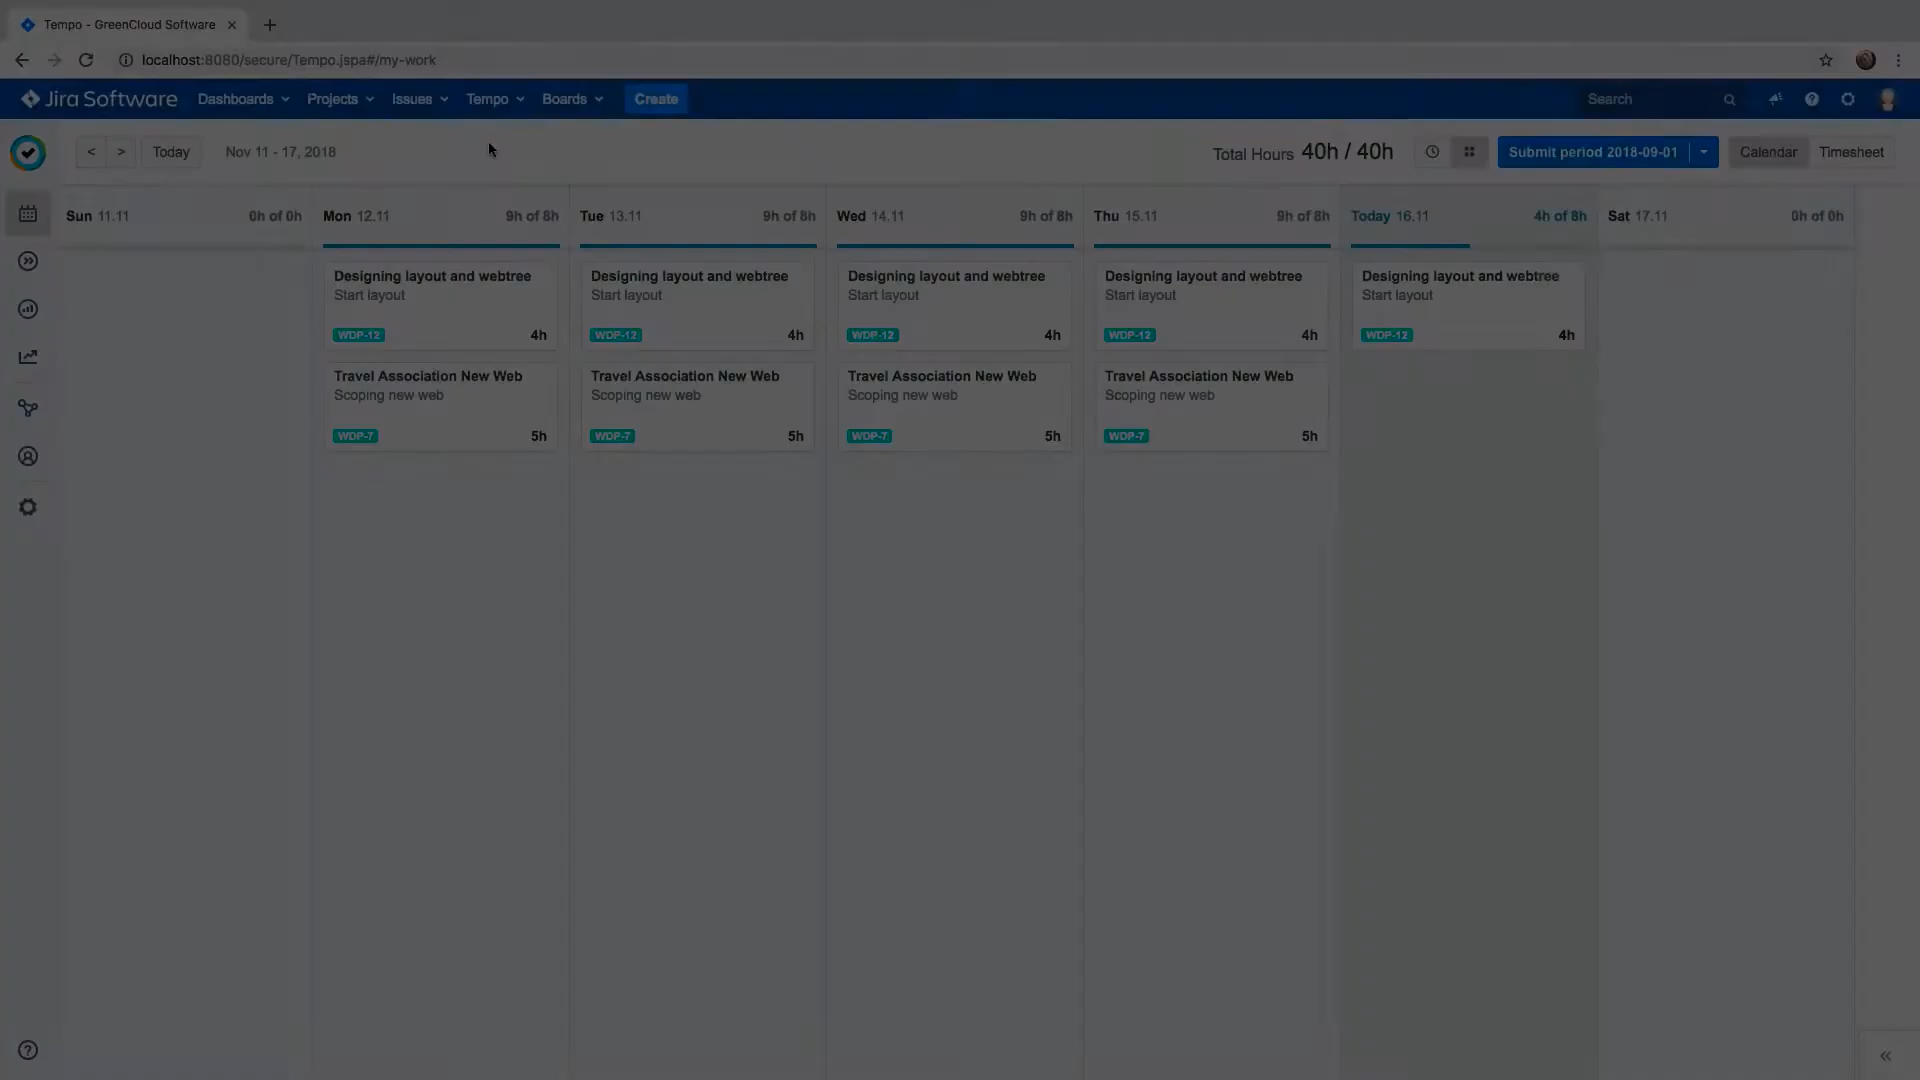 Tempo - GreenCloud Software
localhost:8080/secure/Tempo.jspa#/my-work
Jira Software Dashboards Projects Issues Tempo Boards Create Search
< > Today Nov 11 - 17, 2018 Total Hours 40h / 40h Submit period 2018-09-01 Calendar Timesheet
Sun 11.11 0h of 0h Mon 12.11 9h of 8h Tue 13.11 9h of 8h Wed 14.11 9h of 8h Thu 15.11 9h of 8h Today 16.11 4h of 8h Sat 17.11 0h of 0h
Designing layout and webtree Designing layout and webtree Designing layout and webtree Designing layout and webtree Designing layout and webtree
Start layout Start layout Start layout Start layout Start layout
WDP-12 4h WDP-12 4h WDP-12 4h WDP-12 4h WDP-12 4h
Travel Association New Web Travel Association New Web Travel Association New Web Travel Association New Web
Scoping new web Scoping new web Scoping new web Scoping new web
WDP-7 5h WDP-7 5h WDP-7 5h WDP-7 5h